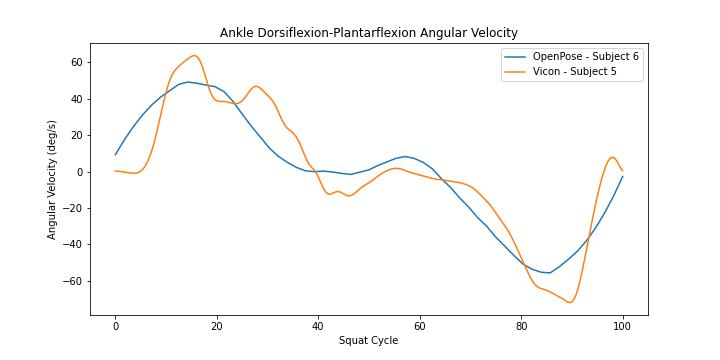 Ankle Dorsiflexion-Plantarflexion Angular Velocity
OpenPose - Subject 6
Vicon - Subject 5
Angular Velocity (deg/s)
60
40
20
0
−20
−40
−60
0 20 40 60 80 100
Squat Cycle